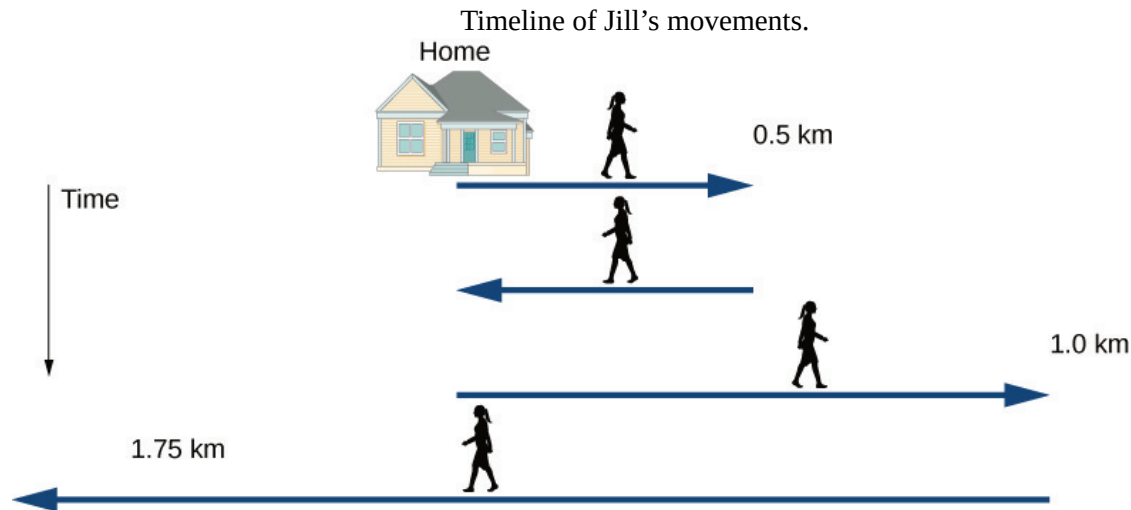 Timeline of Jill’s movements.
Home
0.5 km
Time
1.0 km
1.75 km